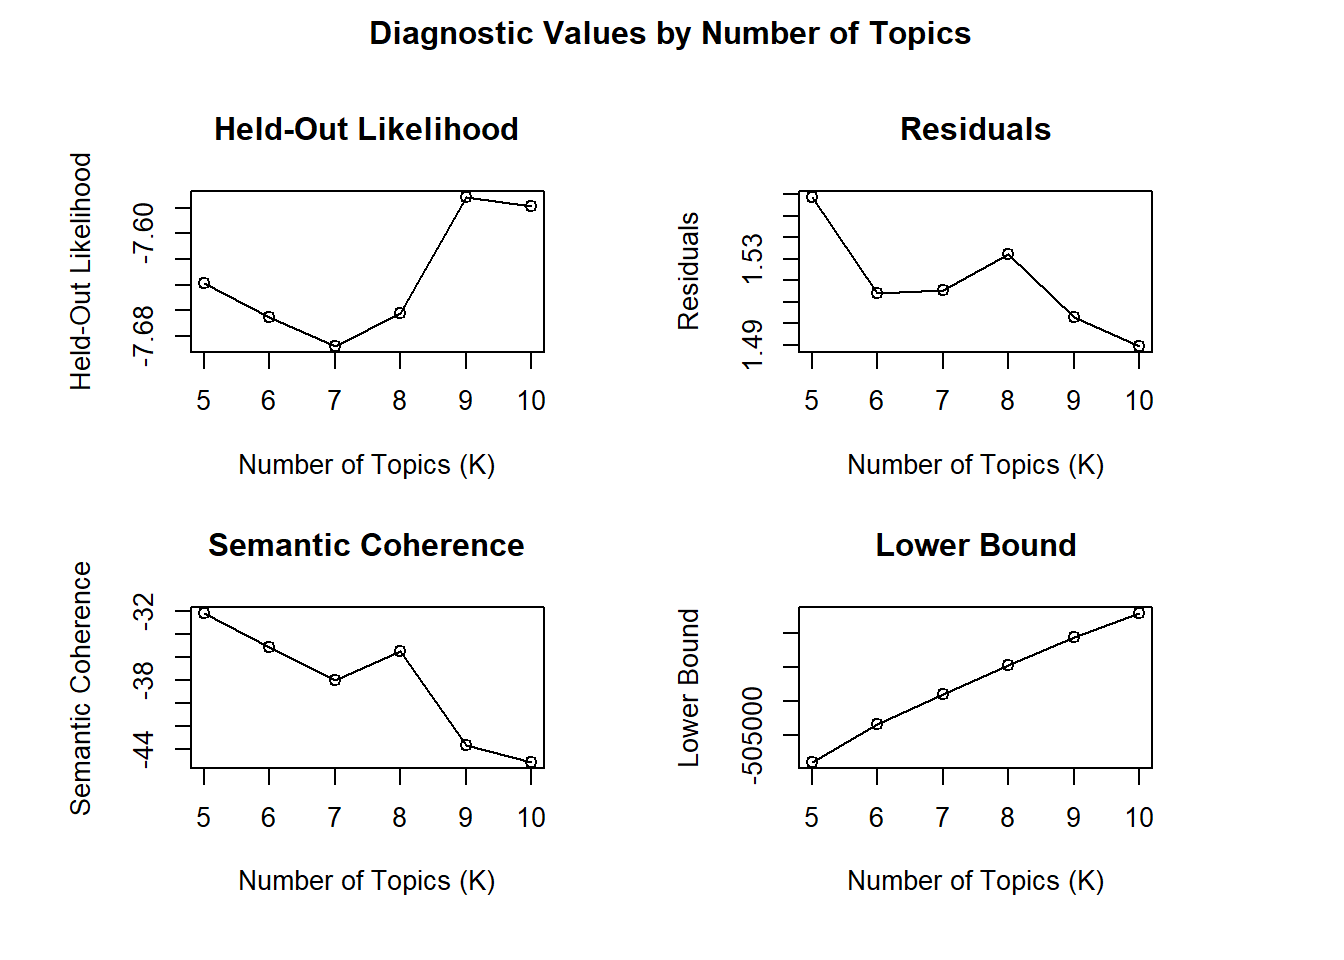 Diagnostic Values by Number of Topics
Held-Out Likelihood
Held-Out Likelihood
-7.60
-7.68
5 6 7 8 9 10
Number of Topics (K)
Residuals
Residuals
1.53
1.49
5 6 7 8 9 10
Number of Topics (K)
Semantic Coherence
Semantic Coherence
-32
-38
-44
5 6 7 8 9 10
Number of Topics (K)
Lower Bound
Lower Bound
-505000
5 6 7 8 9 10
Number of Topics (K)